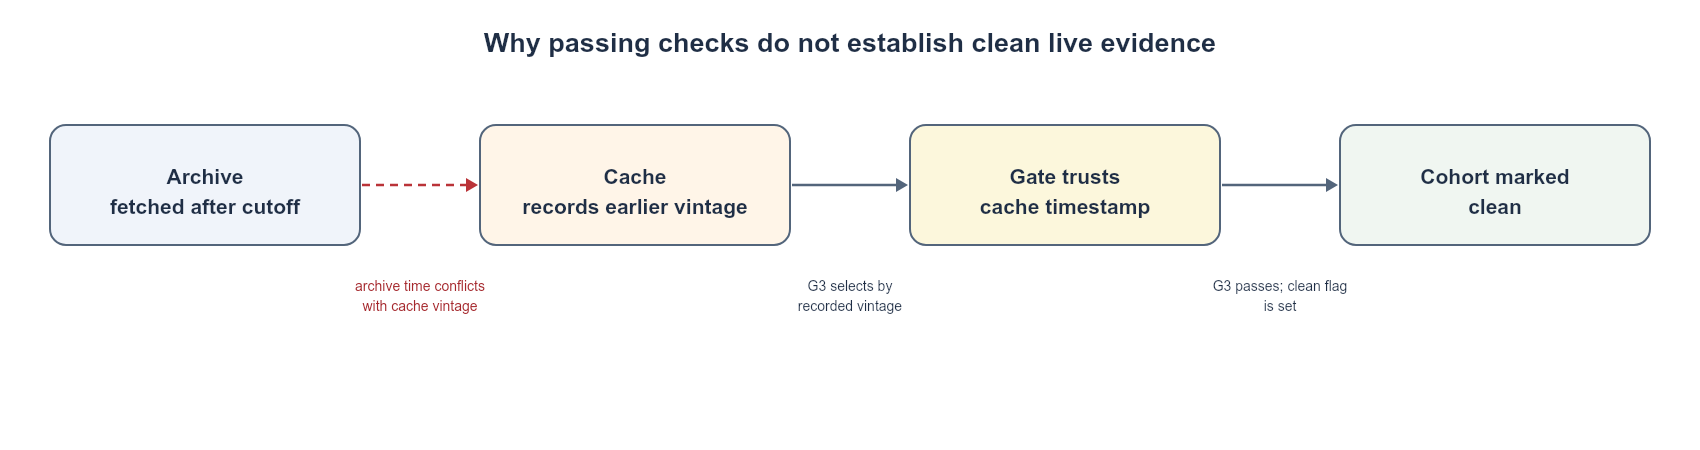 Why passing checks do not establish clean live evidence
Archive
fetched after cutoff
Cache
records earlier vintage
Gate trusts
cache timestamp
Cohort marked
clean
archive time conflicts
with cache vintage
G3 selects by
recorded vintage
G3 passes; clean flag
is set